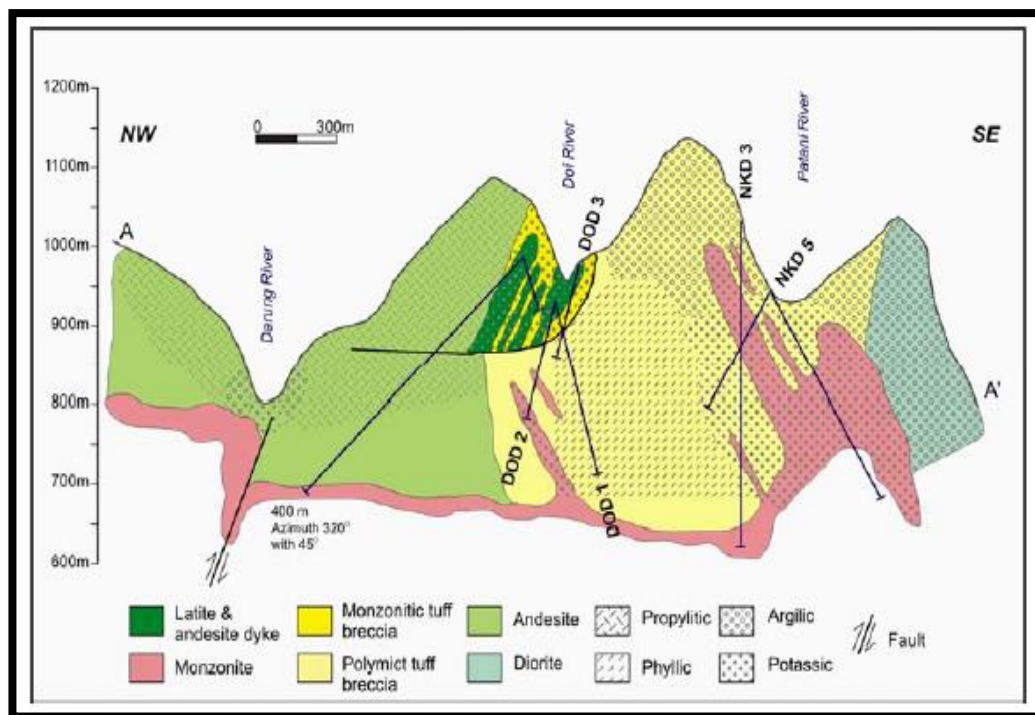 1200m
1100m
1000m
900m
800m
700m
600m
NW
0 300m
SE
A
A'
Darung River
Doi River
Patani River
DOD 3
NKD 3
NKD 5
DOD 2
DOD 1
400 m
Azimuth 320°
with 45°
Latite &
andesite dyke
Monzonitic tuff
breccia
Andesite
Propylitic
Argilic
Monzonite
Polymict tuff
breccia
Diorite
Phyllic
Potassic
Fault